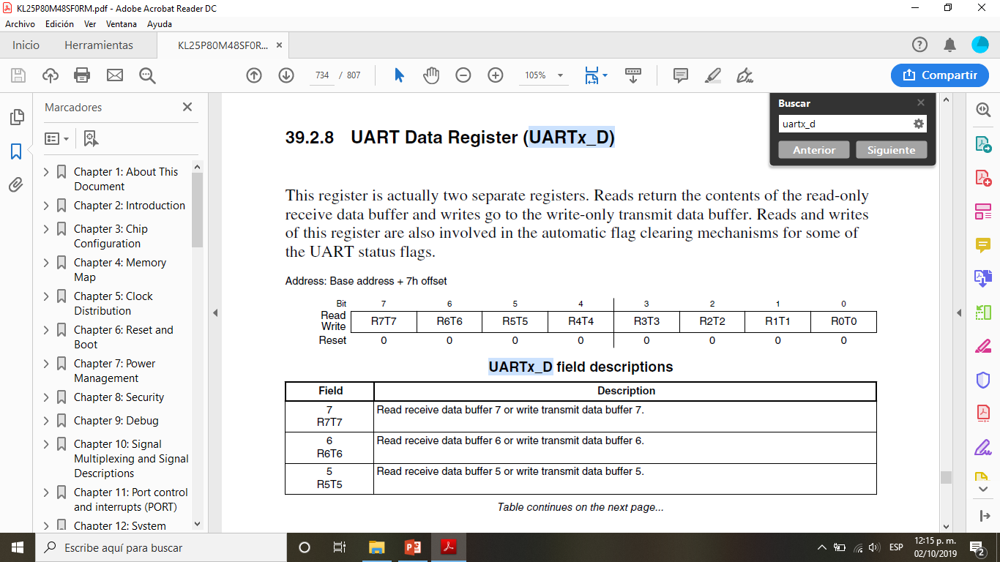 KL25P80M48SF0RM.pdf - Adobe Acrobat Reader DC
Archivo Edición Ver Ventana Ayuda
Inicio Herramientas KL25P80M48SF0R... ×
734 / 807 105% Compartir
Marcadores
Chapter 1: About This
Document
Chapter 2: Introduction
Chapter 3: Chip
Configuration
Chapter 4: Memory
Map
Chapter 5: Clock
Distribution
Chapter 6: Reset and
Boot
Chapter 7: Power
Management
Chapter 8: Security
Chapter 9: Debug
Chapter 10: Signal
Multiplexing and Signal
Descriptions
Chapter 11: Port control
and interrupts (PORT)
Chapter 12: System
Buscar
uartx_d
Anterior Siguiente
39.2.8 UART Data Register (UARTx_D)
This register is actually two separate registers. Reads return the contents of the read-only
receive data buffer and writes go to the write-only transmit data buffer. Reads and writes
of this register are also involved in the automatic flag clearing mechanisms for some of
the UART status flags.
Address: Base address + 7h offset
Bit 7 6 5 4 3 2 1 0
Read
Write R7T7 R6T6 R5T5 R4T4 R3T3 R2T2 R1T1 R0T0
Reset 0 0 0 0 0 0 0 0
UARTx_D field descriptions
Field Description
7
R7T7 Read receive data buffer 7 or write transmit data buffer 7.
6
R6T6 Read receive data buffer 6 or write transmit data buffer 6.
5
R5T5 Read receive data buffer 5 or write transmit data buffer 5.
Table continues on the next page...
Escribe aquí para buscar
ESP
12:15 p. m.
02/10/2019
2